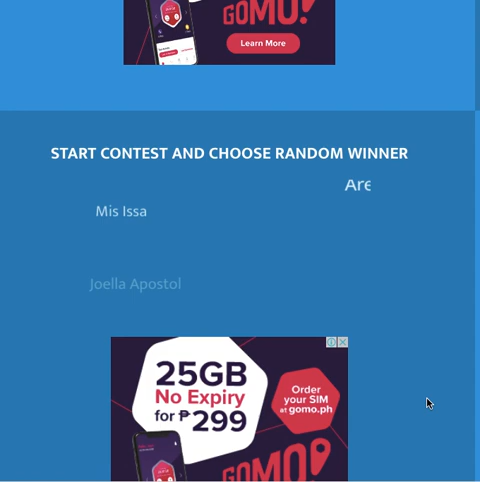 GOMO!
Learn More
START CONTEST AND CHOOSE RANDOM WINNER
Are
Mis Issa
Joella Apostol
25GB
No Expiry
for ₱299
Order
your SIM
at gomo.ph
GOMO!